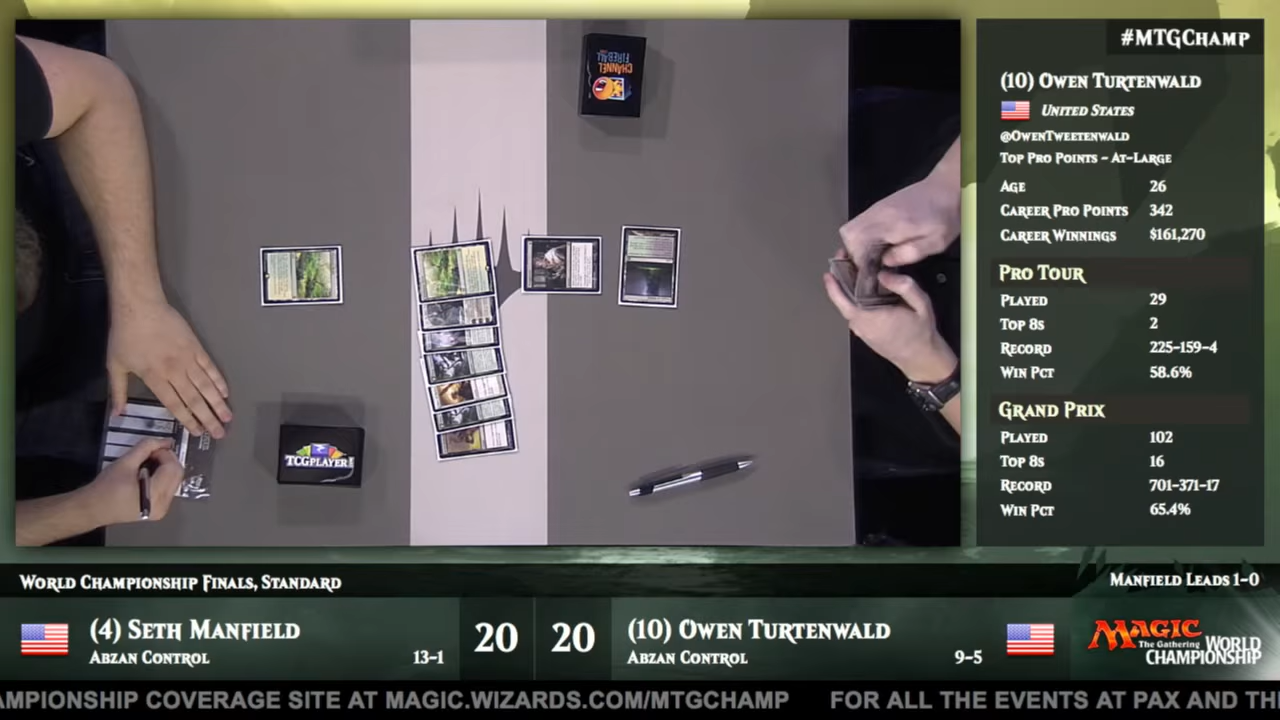 CHANNEL
FIREBALL
TCGPLAYER
#MTGChamp
(10) Owen Turtenwald
United States
@OwenTweetenwald
Top Pro Points - At-Large
Age 26
Career Pro Points 342
Career Winnings $161,270
Pro Tour
Played 29
Top 8s 2
Record 225-159-4
Win Pct 58.6%
Grand Prix
Played 102
Top 8s 16
Record 701-371-17
Win Pct 65.4%
World Championship Finals, Standard
Manfield Leads 1-0
(4) Seth Manfield
Abzan Control
13-1
20
20
(10) Owen Turtenwald
Abzan Control
9-5
Magic
The Gathering
World
Championship
AMPIONSHIP COVERAGE SITE AT MAGIC.WIZARDS.COM/MTGCHAMP FOR ALL THE EVENTS AT PAX AND TH